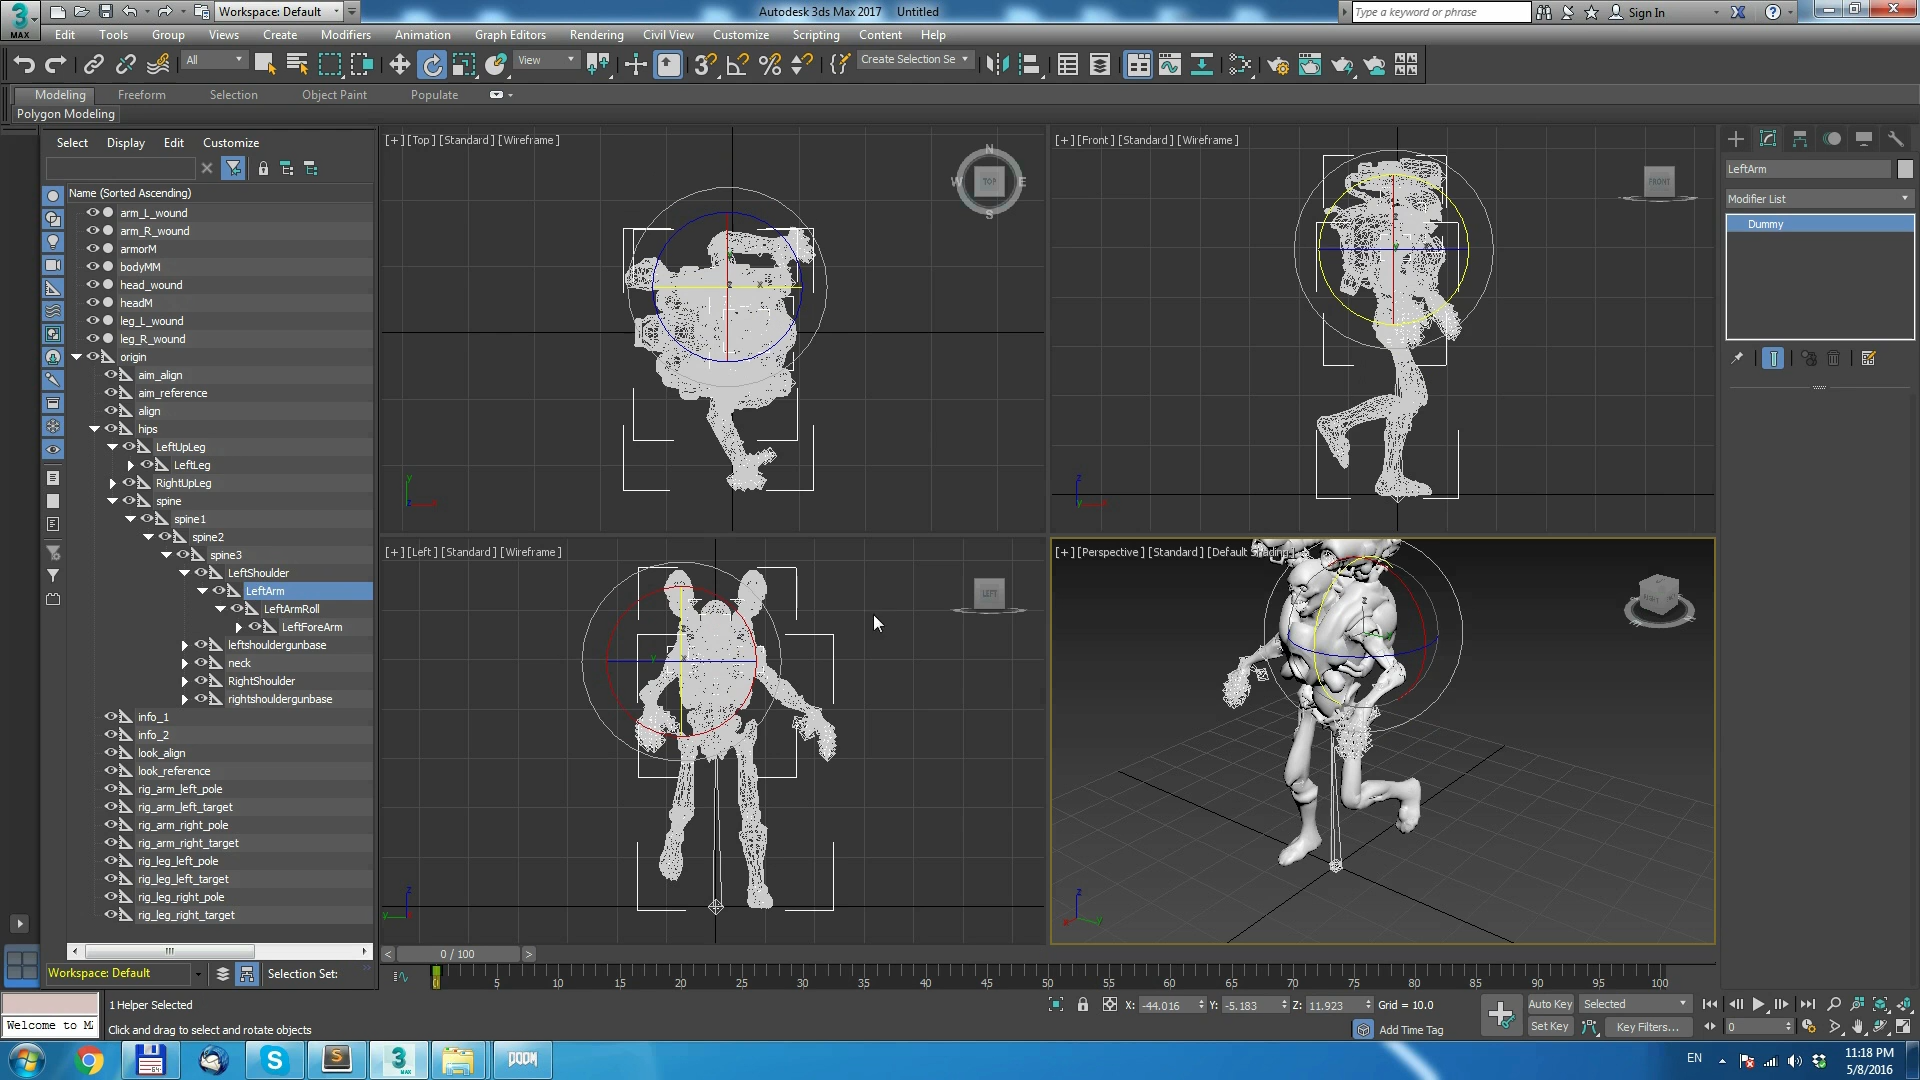 Workspace: Default
Autodesk 3ds Max 2017 Untitled
Type a keyword or phrase
Sign In
MAX
Edit Tools Group Views Create Modifiers Animation Graph Editors Rendering Civil View Customize Scripting Content Help
All
View
Create Selection Se
Modeling Freeform Selection Object Paint Populate
Polygon Modeling
Select Display Edit Customize
Name (Sorted Ascending)
arm_L_wound
arm_R_wound
armorM
bodyMM
head_wound
headM
leg_L_wound
leg_R_wound
origin
aim_align
aim_reference
align
hips
LeftUpLeg
LeftLeg
RightUpLeg
spine
spine1
spine2
spine3
LeftShoulder
LeftArm
LeftArmRoll
LeftForeArm
leftshouldergunbase
neck
RightShoulder
rightshouldergunbase
info_1
info_2
look_align
look_reference
rig_arm_left_pole
rig_arm_left_target
rig_arm_right_pole
rig_arm_right_target
rig_leg_left_pole
rig_leg_left_target
rig_leg_right_pole
rig_leg_right_target
[+] [Top] [Standard] [Wireframe]
N
W TOP E
S
[+] [Front] [Standard] [Wireframe]
FRONT
[+] [Left] [Standard] [Wireframe]
LEFT
[+] [Perspective] [Standard] [Default Shading]
LeftArm
Modifier List
Dummy
0 / 100
Workspace: Default
Selection Set:
0 5 10 15 20 25 30 35 40 45 50 55 60 65 70 75 80 85 90 95 100
1 Helper Selected
X: -44.016 Y: -5.183 Z: 11.923 Grid = 10.0
Auto Key Selected
Welcome to M
Click and drag to select and rotate objects
Add Time Tag
Set Key Key Filters...
0
DOOM
EN
11:18 PM
5/8/2016